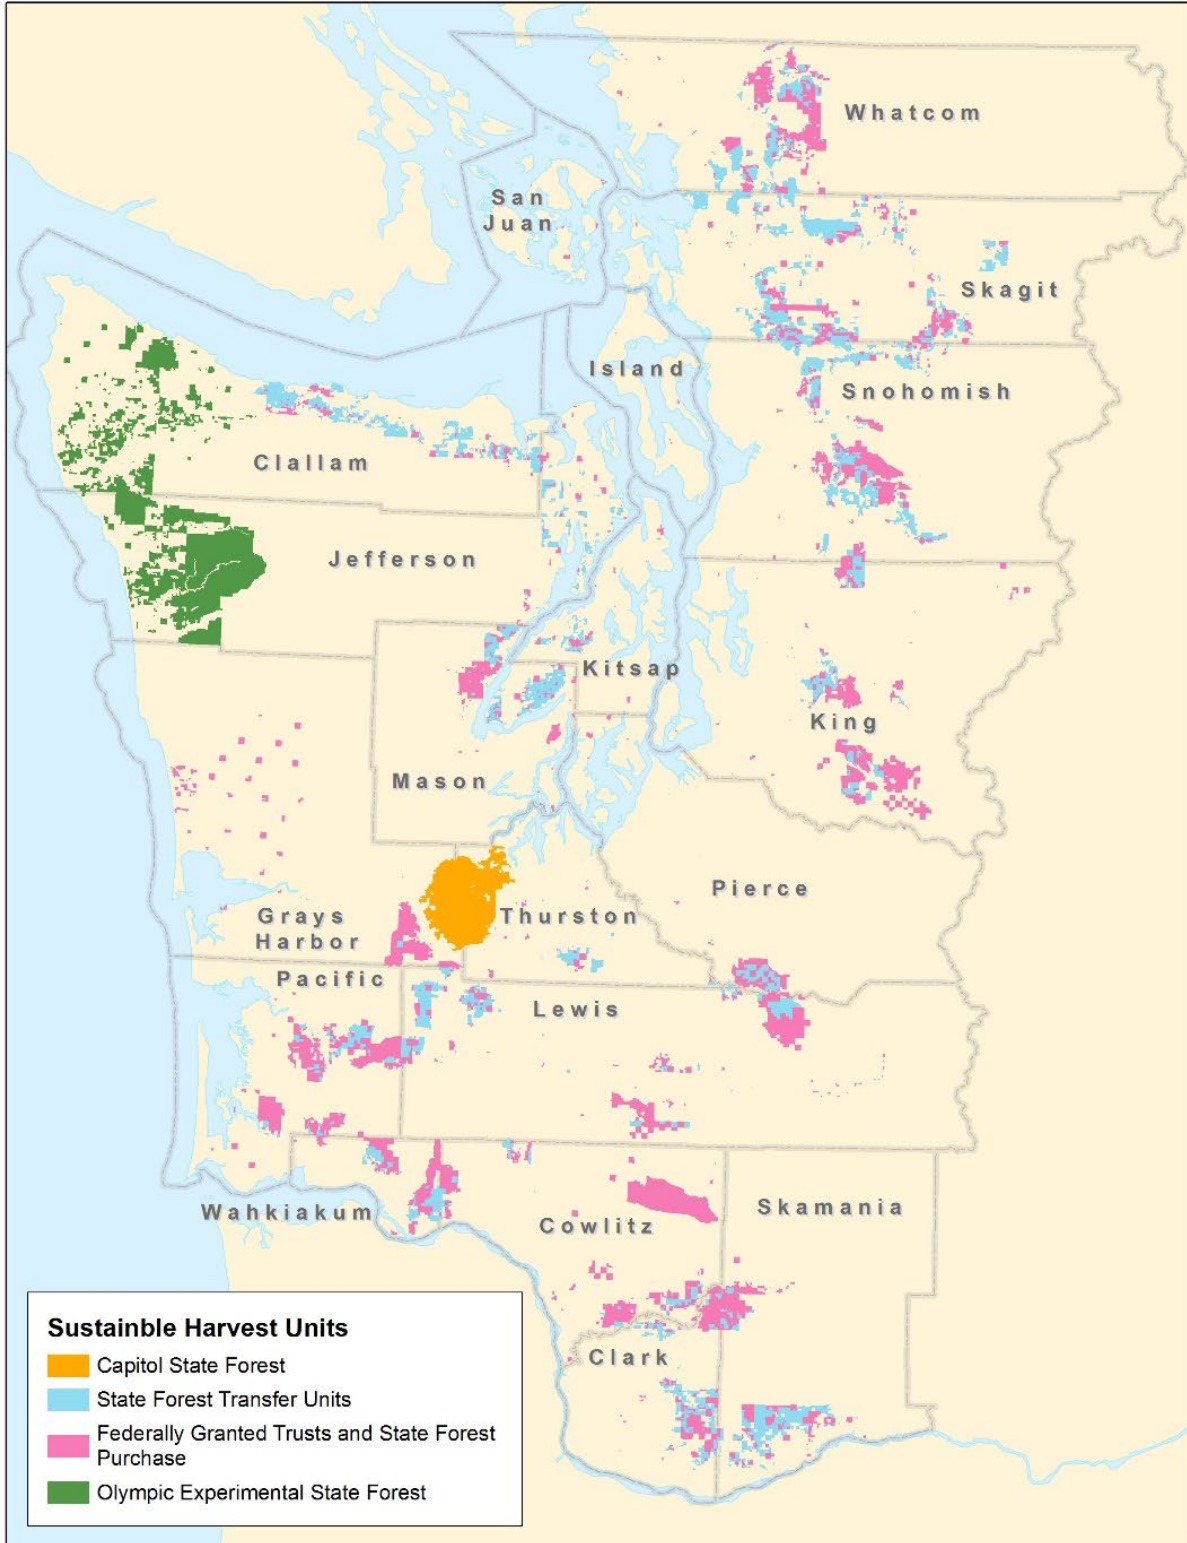 Whatcom
San
Juan
Skagit
Island
Snohomish
Clallam
Jefferson
Kitsap
King
Mason
Pierce
Grays
Harbor
Thurston
Pacific
Lewis
Wahkiakum
Cowlitz
Skamania
Clark
Sustainble Harvest Units
Capitol State Forest
State Forest Transfer Units
Federally Granted Trusts and State Forest
Purchase
Olympic Experimental State Forest